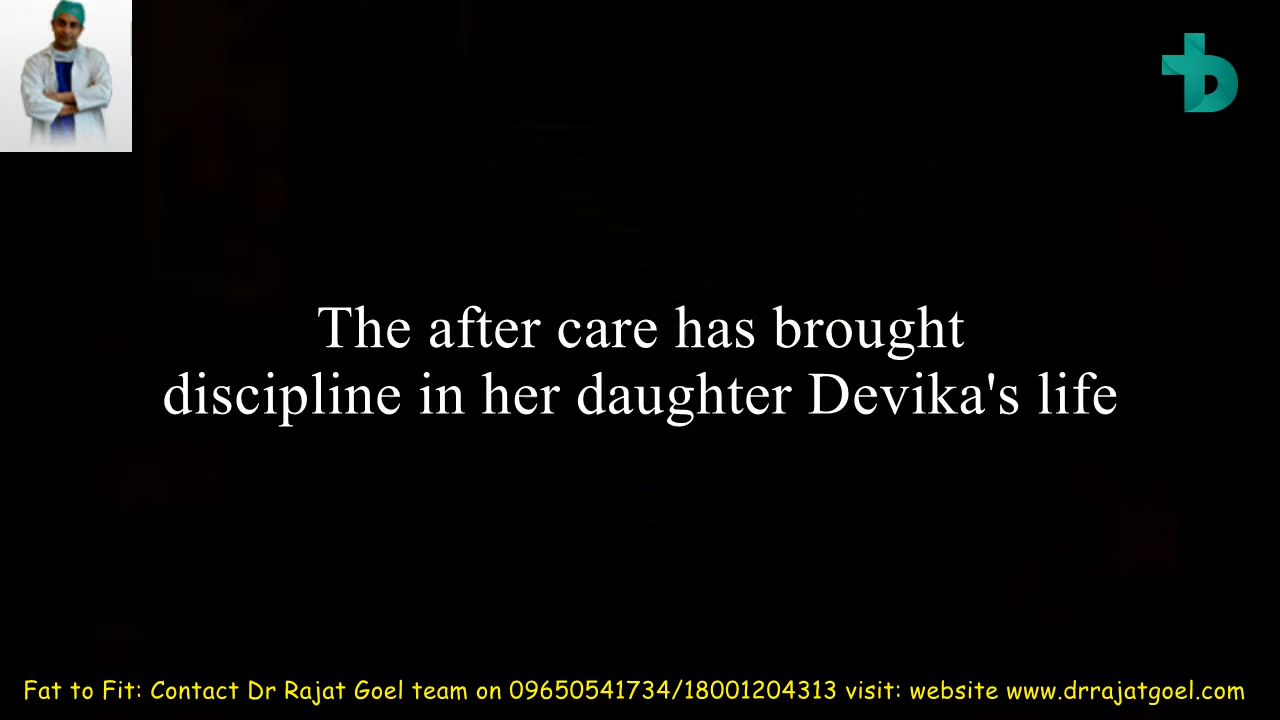 The after care has brought
discipline in her daughter Devika's life
Fat to Fit: Contact Dr Rajat Goel team on 09650541734/18001204313 visit: website www.drrajatgoel.com